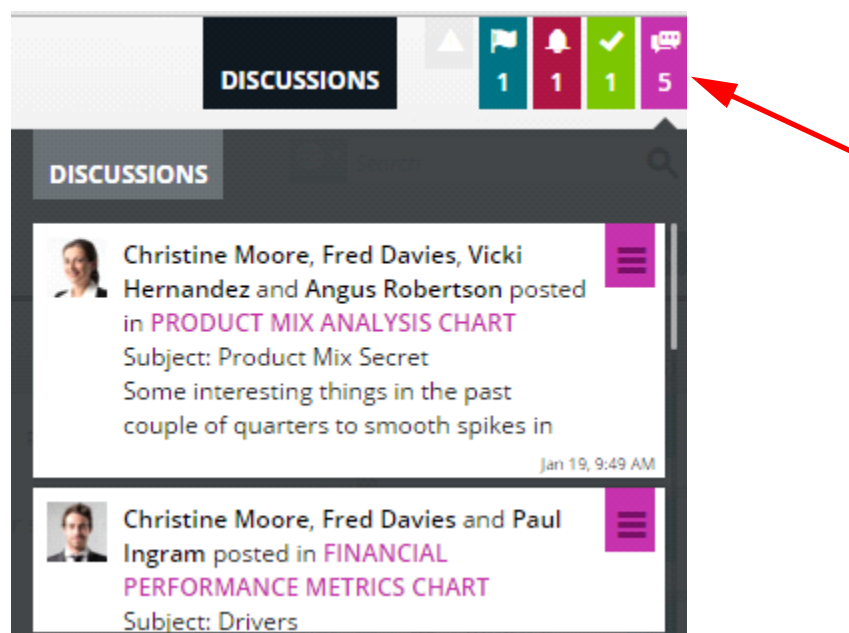 DISCUSSIONS
1 1 1 5
DISCUSSIONS
Search
Christine Moore, Fred Davies, Vicki
Hernandez and Angus Robertson posted
in PRODUCT MIX ANALYSIS CHART
Subject: Product Mix Secret
Some interesting things in the past
couple of quarters to smooth spikes in
Jan 19, 9:49 AM
Christine Moore, Fred Davies and Paul
Ingram posted in FINANCIAL
PERFORMANCE METRICS CHART
Subject: Drivers